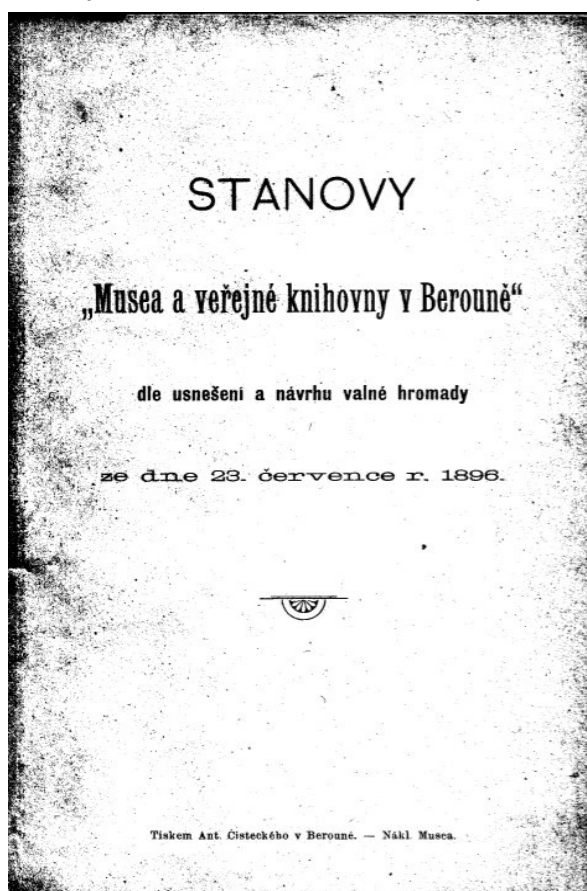 STANOVY
„Musea a veřejné knihovny v Berouně“
dle usnešení a návrhu valné hromady
ze dne 23. července r. 1896.
Tiskem Ant. Čisteckého v Berouně. — Nákl. Musea.